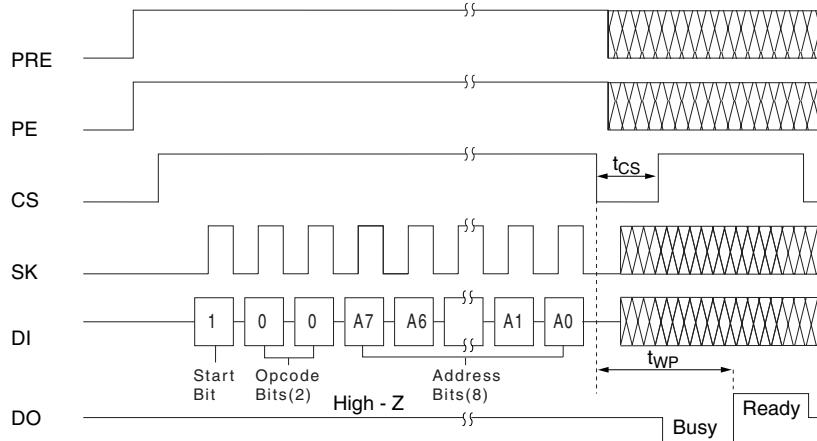 PRE
PE
CS
tCS
SK
DI
1 0 0 A7 A6 A1 A0
Start Bit
Opcode Bits(2)
Address Bits(8)
tWP
DO
High - Z
Busy
Ready